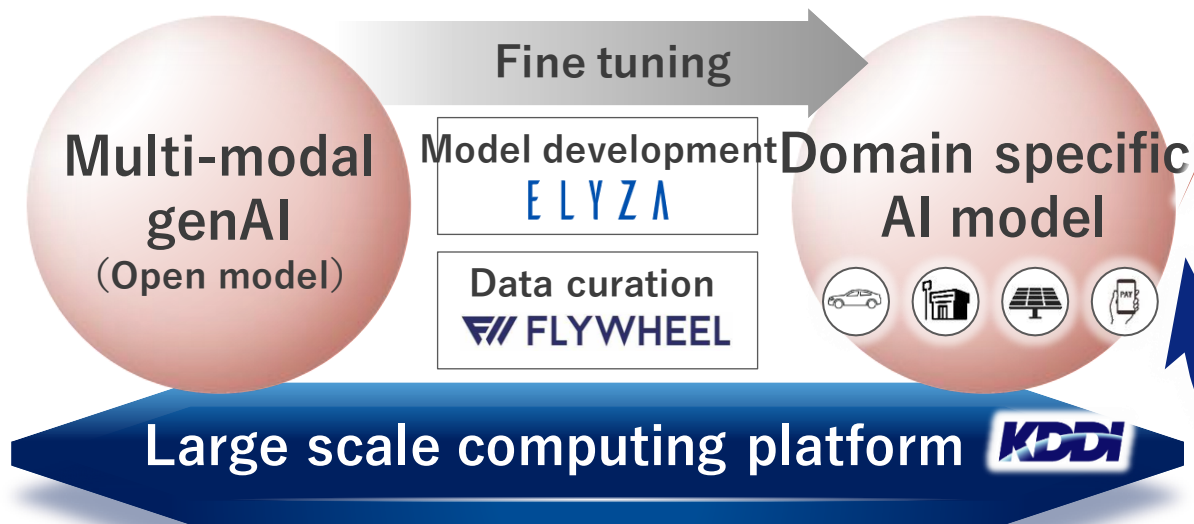 Fine tuning
Multi-modal
genAI
（Open model）
Model development
ELYZA
Data curation
FLYWHEEL
Domain specific
AI model
PAY
Large scale computing platform KDDI